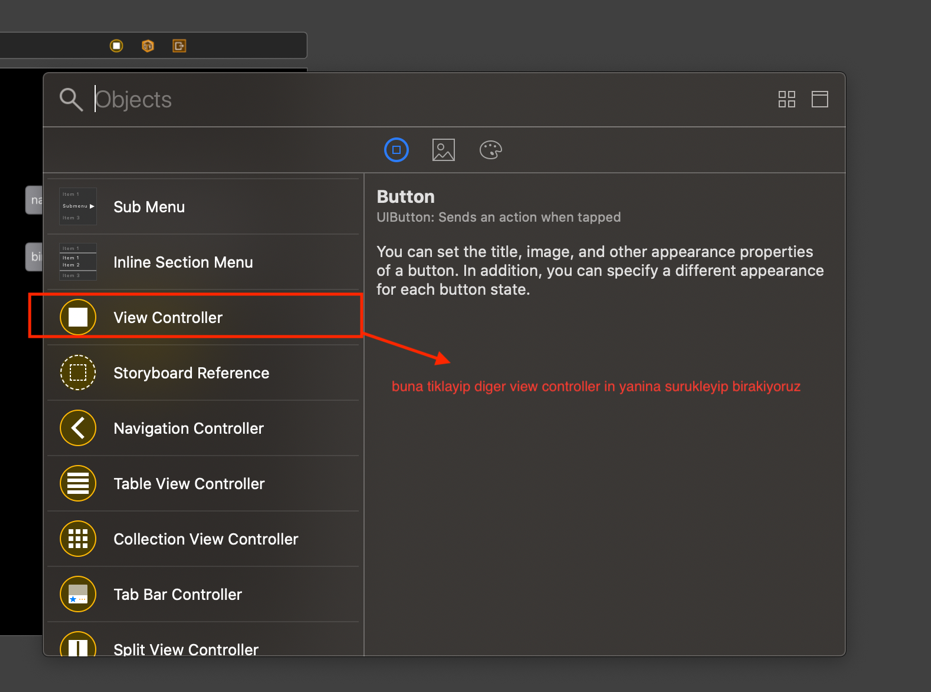 Objects
na
bi
Item 1
Submenu ▶
Item 3
Sub Menu
Item 1
Item 1
Item 2
Item 3
Inline Section Menu
View Controller
Storyboard Reference
Navigation Controller
Table View Controller
Collection View Controller
Tab Bar Controller
Split View Controller
Button
UIButton: Sends an action when tapped
You can set the title, image, and other appearance properties
of a button. In addition, you can specify a different appearance
for each button state.
buna tiklayip diger view controller in yanina surukleyip birakiyoruz